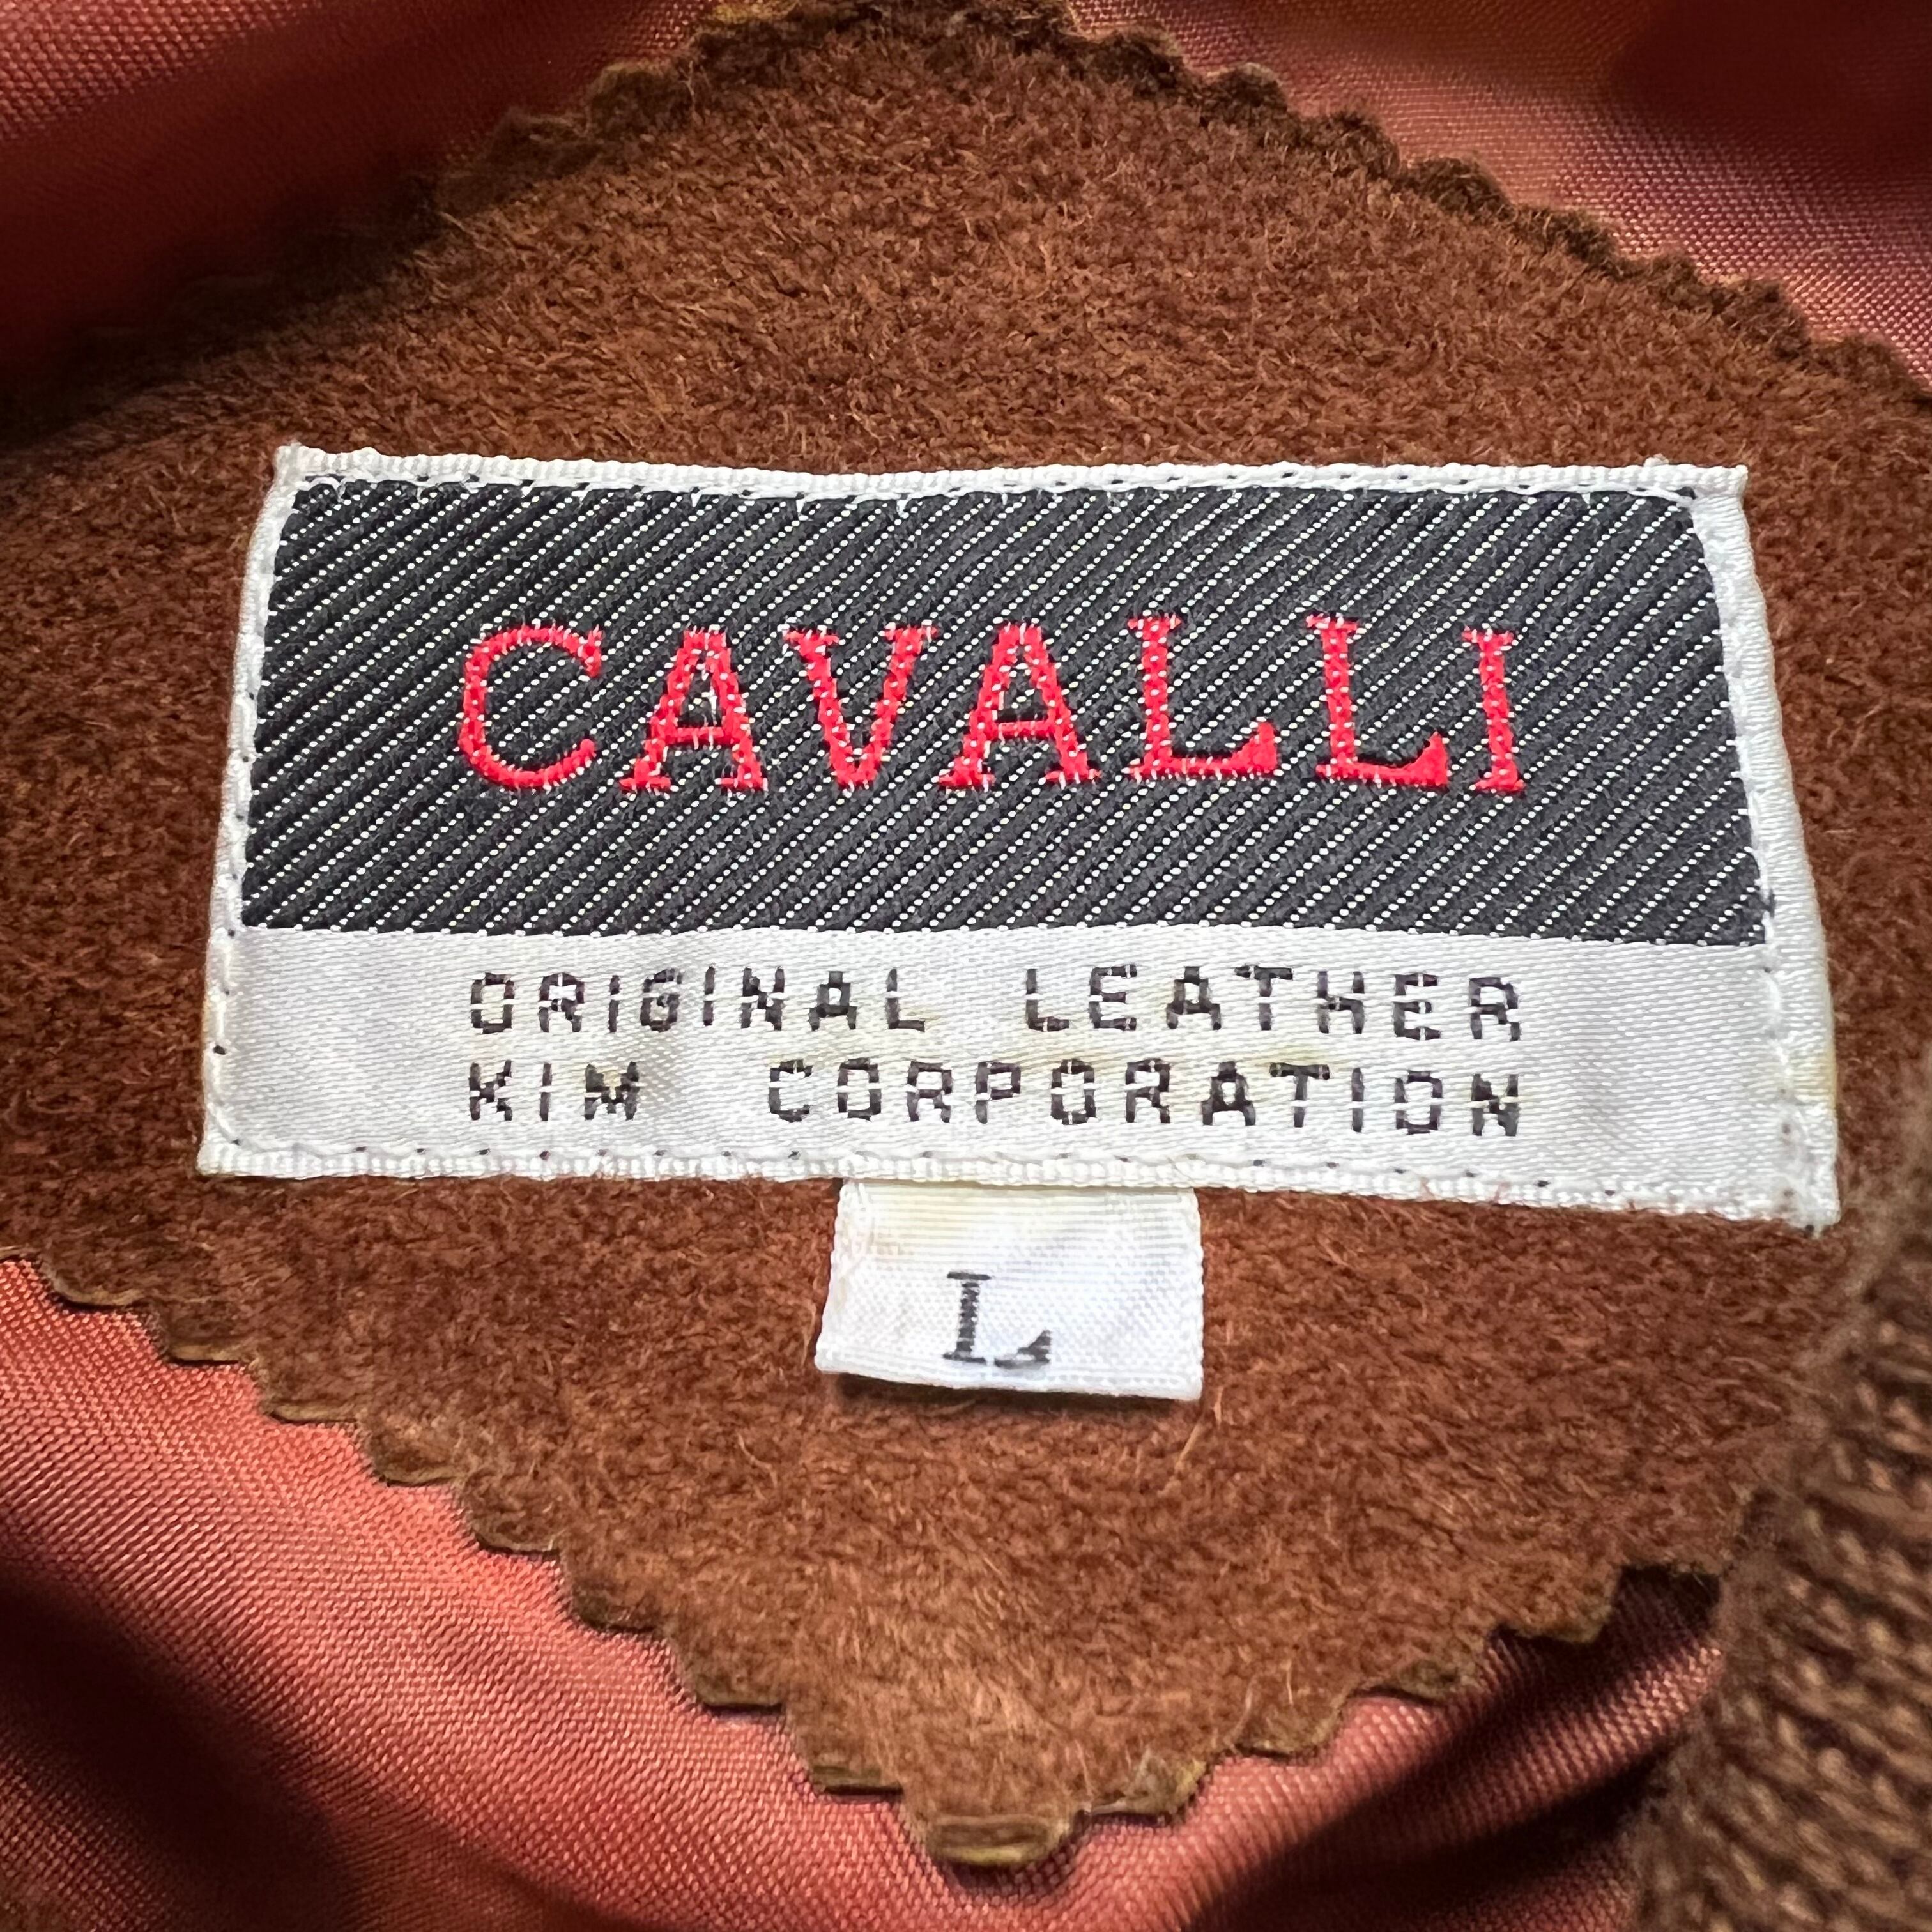 CAVALLI
ORIGINAL LEATHER
KIM CORPORATION
L